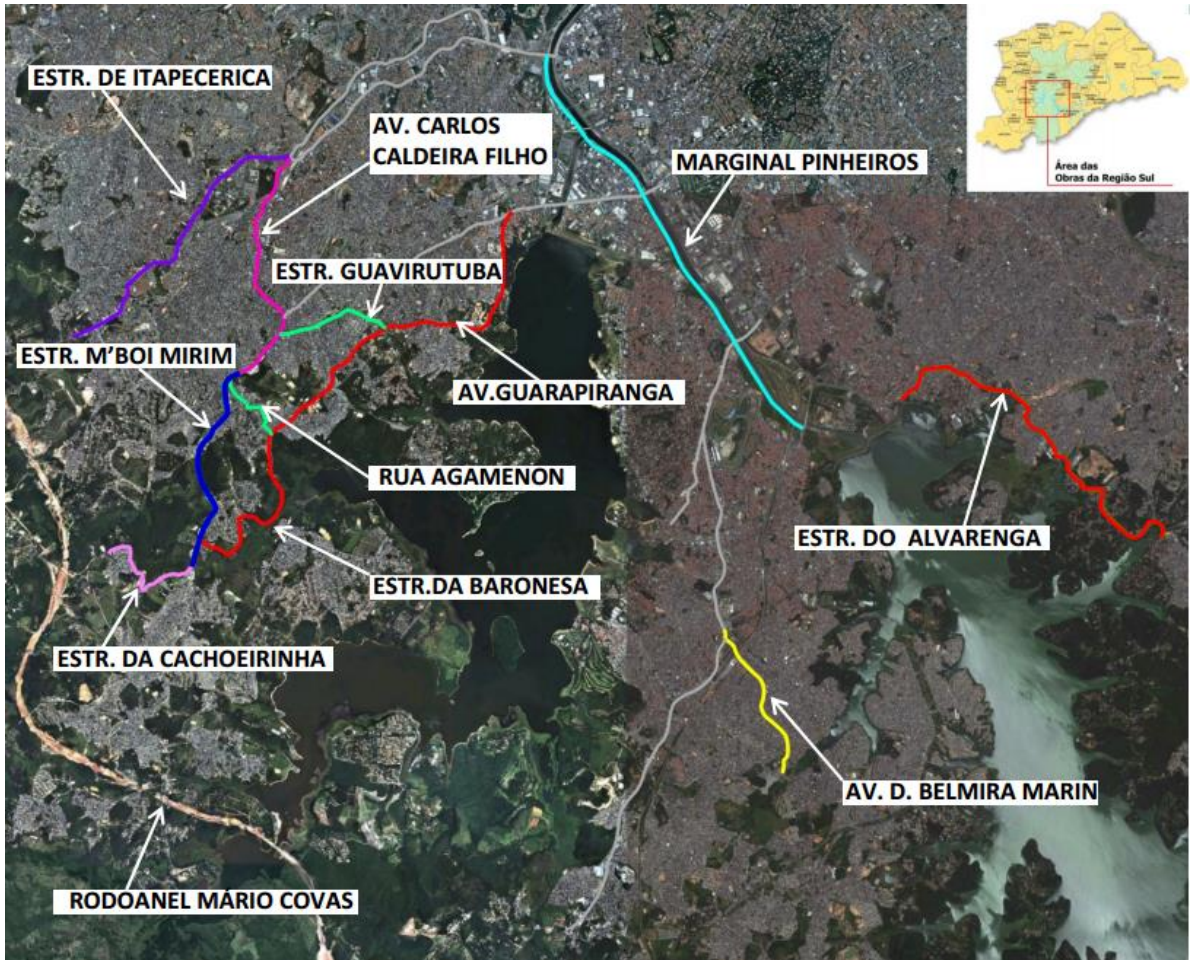 ESTR. DE ITAPECERICA
AV. CARLOS
CALDEIRA FILHO
MARGINAL PINHEIROS
Área das
Obras da Região Sul
ESTR. GUAVIRUTUBA
ESTR. M'BOI MIRIM
AV.GUARAPIRANGA
RUA AGAMENON
ESTR. DO ALVARENGA
ESTR.DA BARONESA
ESTR. DA CACHOEIRINHA
AV. D. BELMIRA MARIN
RODOANEL MÁRIO COVAS